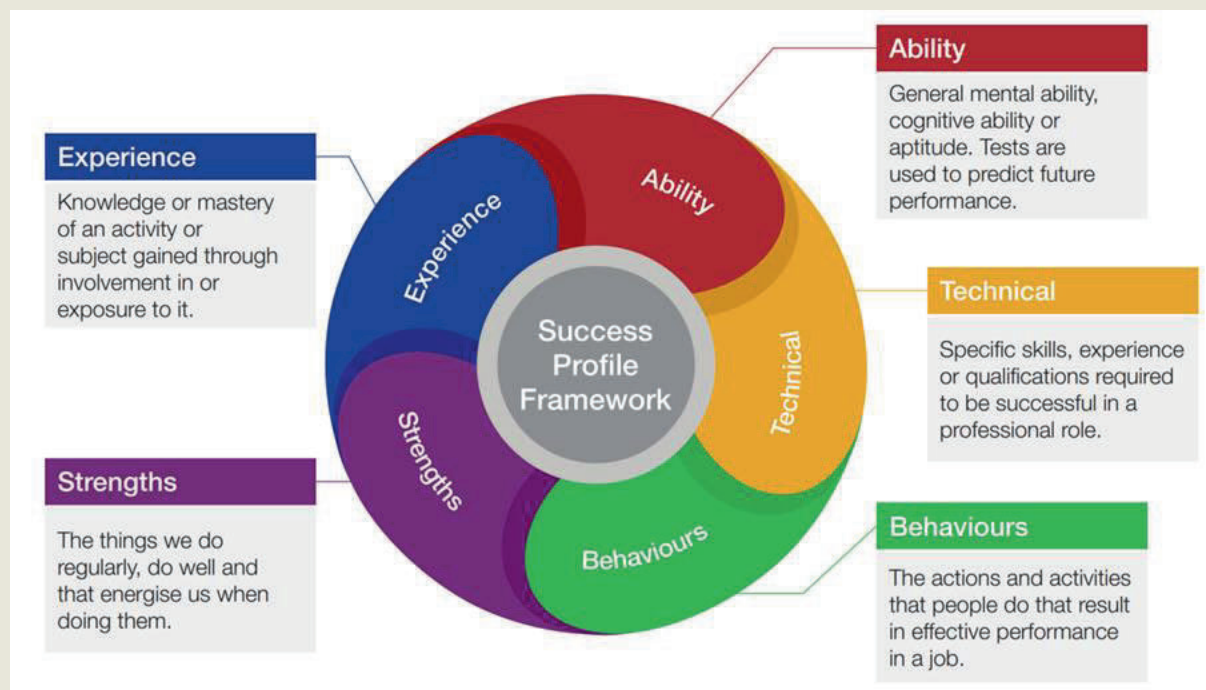 Ability
General mental ability,
cognitive ability or
aptitude. Tests are
used to predict future
performance.
Experience
Knowledge or mastery
of an activity or
subject gained through
involvement in or
exposure to it.
Technical
Specific skills, experience
or qualifications required
to be successful in a
professional role.
Strengths
The things we do
regularly, do well and
that energise us when
doing them.
Behaviours
The actions and activities
that people do that result
in effective performance
in a job.
Ability
Experience
Technical
Strengths
Behaviours
Success
Profile
Framework